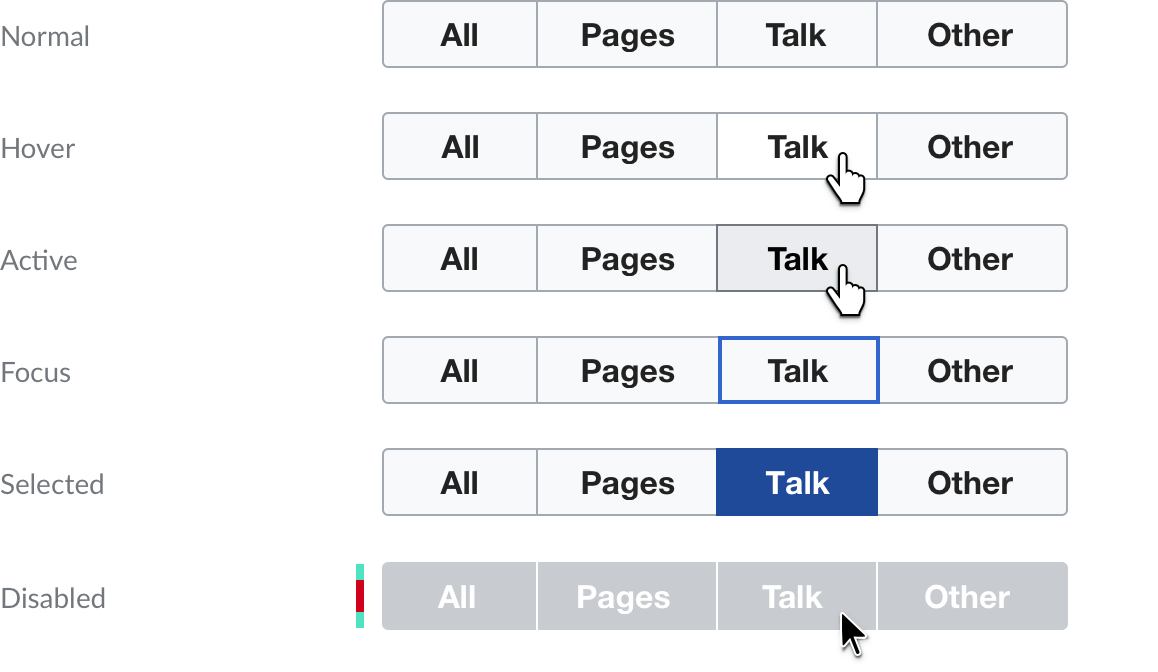 Normal All Pages Talk Other
Hover All Pages Talk Other
Active All Pages Talk Other
Focus All Pages Talk Other
Selected All Pages Talk Other
Disabled All Pages Talk Other